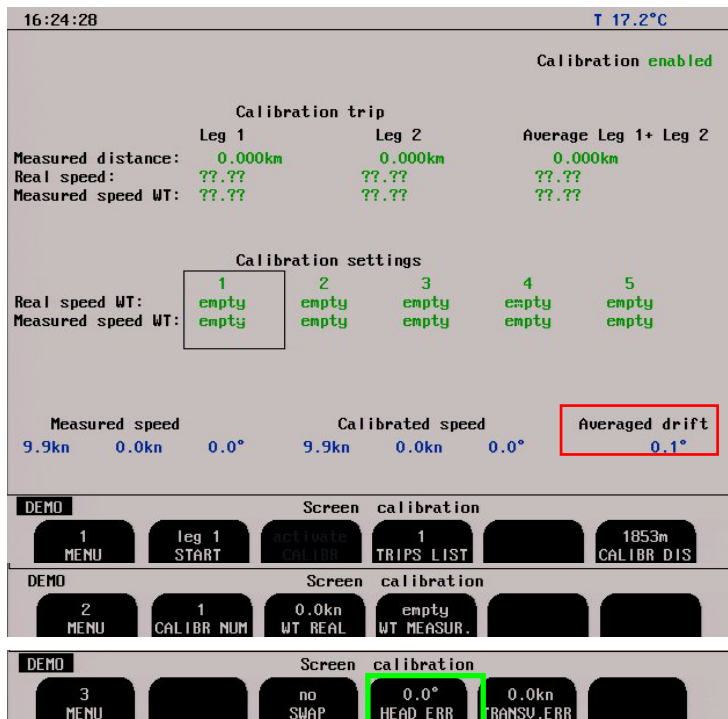 16:24:28 T 17.2°C
Calibration enabled
Calibration trip
Leg 1 Leg 2 Average Leg 1+ Leg 2
Measured distance: 0.000km 0.000km 0.000km
Real speed: ??.?? ??.?? ??.??
Measured speed WT: ??.?? ??.?? ??.??
Calibration settings
1 2 3 4 5
Real speed WT: empty empty empty empty empty
Measured speed WT: empty empty empty empty empty
Measured speed Calibrated speed Averaged drift
9.9kn 0.0kn 0.0° 9.9kn 0.0kn 0.0° 0.1°
DEMO Screen calibration
1 leg 1 activate 1 1853m
MENU START CALIBR TRIPS LIST CALIBR DIS
DEMO Screen calibration
2 1 0.0kn empty
MENU CALIBR NUM WT REAL WT MEASUR.
DEMO Screen calibration
3 no 0.0° 0.0kn
MENU SWAP HEAD ERR TRANSV.ERR